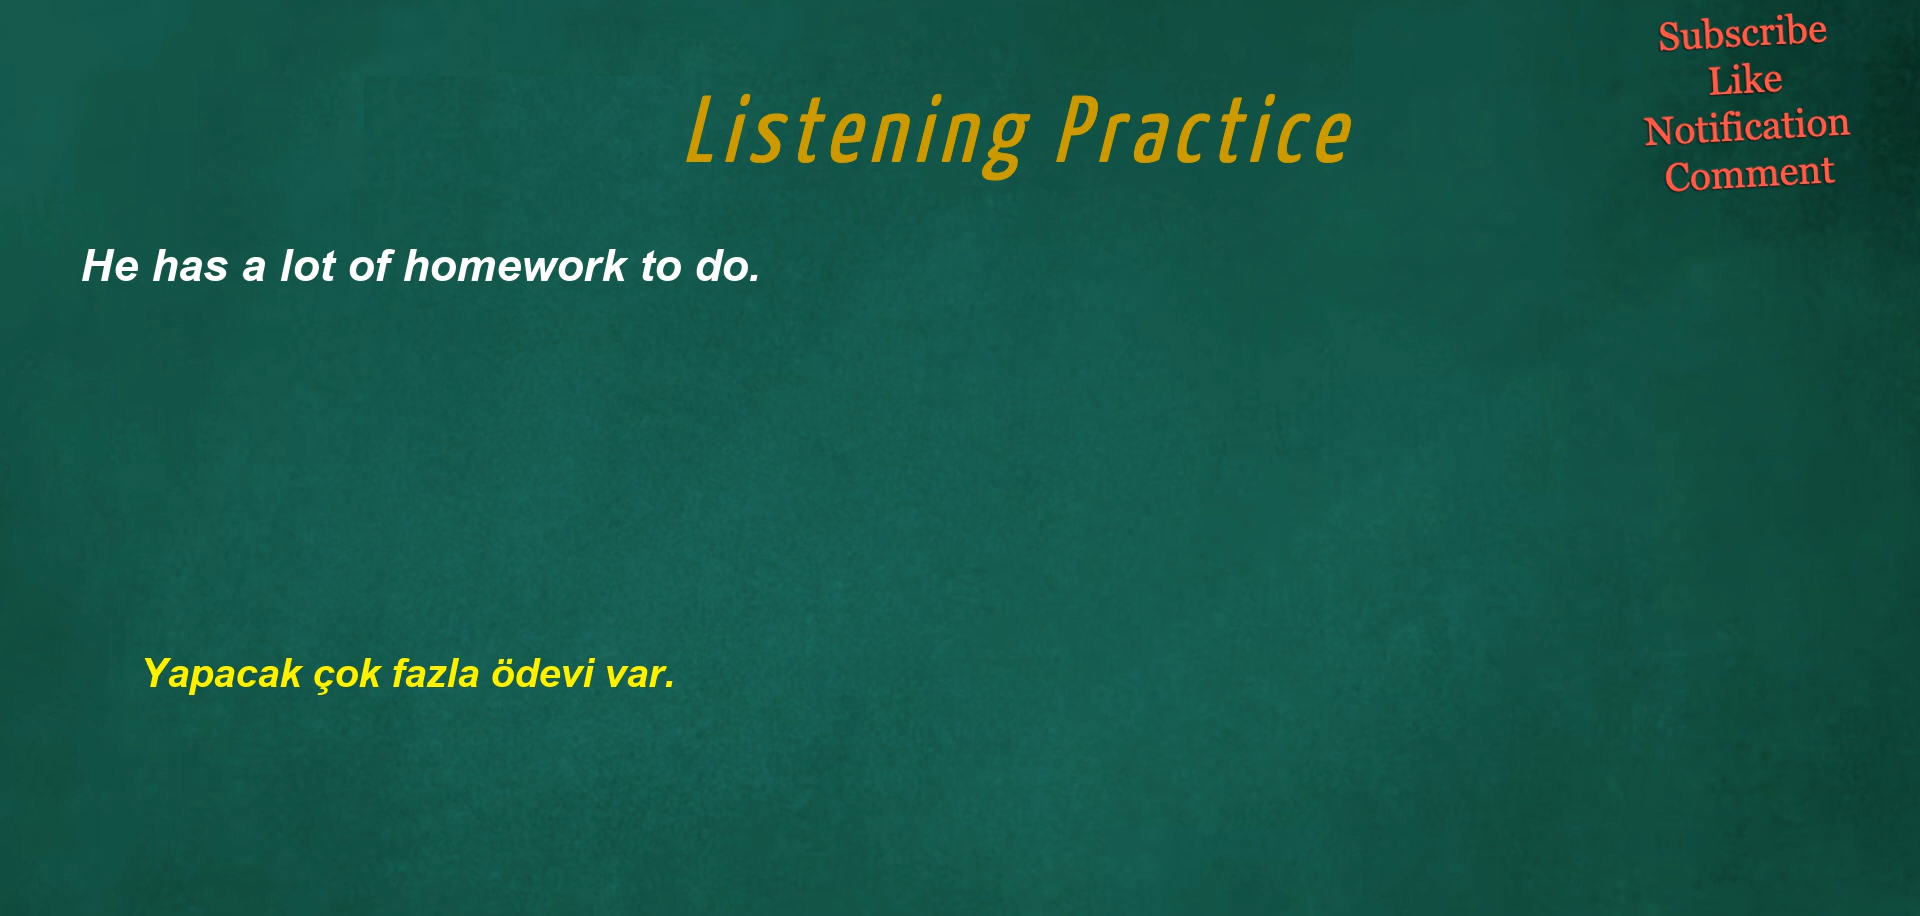 Subscribe
Like
Notification
Comment
Listening Practice
He has a lot of homework to do.
Yapacak çok fazla ödevi var.